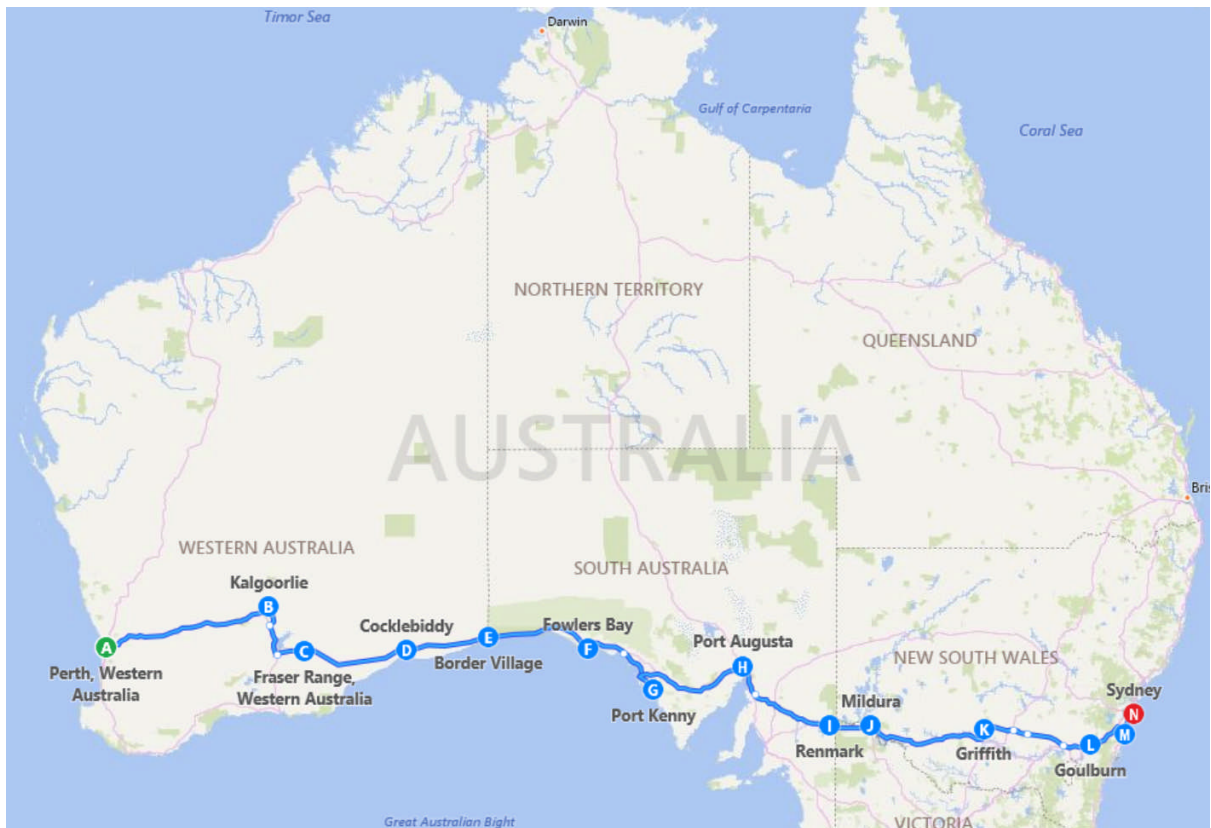 Timor Sea
Darwin
Gulf of Carpentaria
Coral Sea
NORTHERN TERRITORY
QUEENSLAND
AUSTRALIA
Bris
WESTERN AUSTRALIA
SOUTH AUSTRALIA
Kalgoorlie
B
Cocklebiddy
Fowlers Bay
Port Augusta
NEW SOUTH WALES
A
C
D
E
F
H
Perth, Western
Australia
Fraser Range,
Western Australia
Border Village
G
Port Kenny
Mildura
Sydney
N
I
J
K
L
M
Renmark
Griffith
Goulburn
Great Australian Bight
VICTORIA